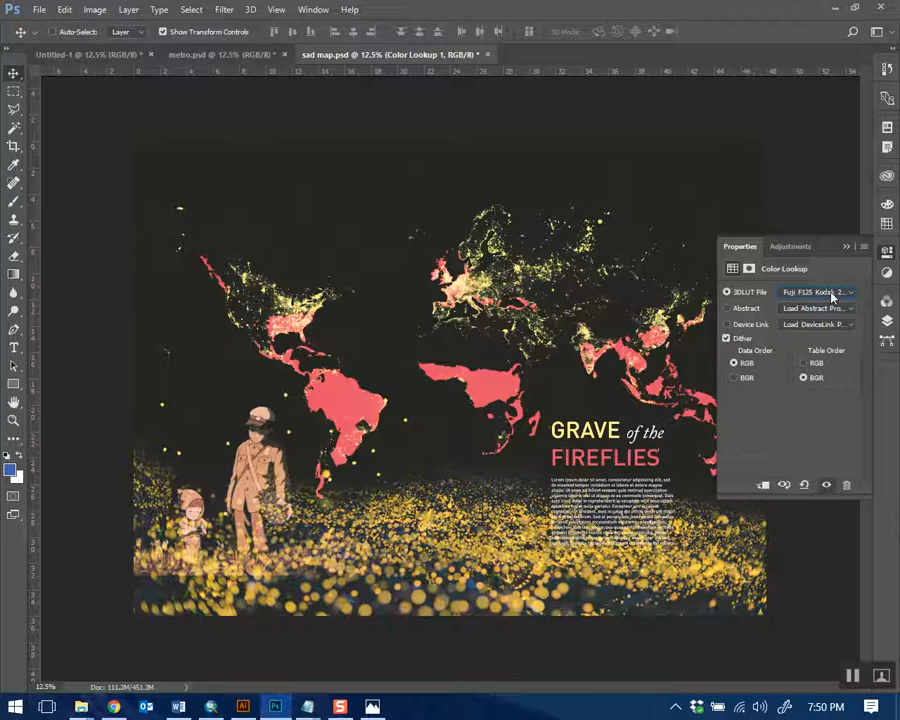 Ps File Edit Image Layer Type Select Filter 3D View Window Help
Auto-Select: Layer Show Transform Controls 3D Mode:
Untitled-1 @ 12.5% (RGB/8) * × metro.psd @ 12.5% (RGB/8) * × sad map.psd @ 12.5% (Color Lookup 1, RGB/8) * ×
Properties Adjustments
Color Lookup
3DLUT File Fuji F125 Kodak 2...
Abstract Load Abstract Pro...
Device Link Load DeviceLink P...
Dither
Data Order Table Order
RGB RGB
BGR BGR
GRAVE of the
FIREFLIES
12.5% Doc: 111.2M/451.3M
7:50 PM